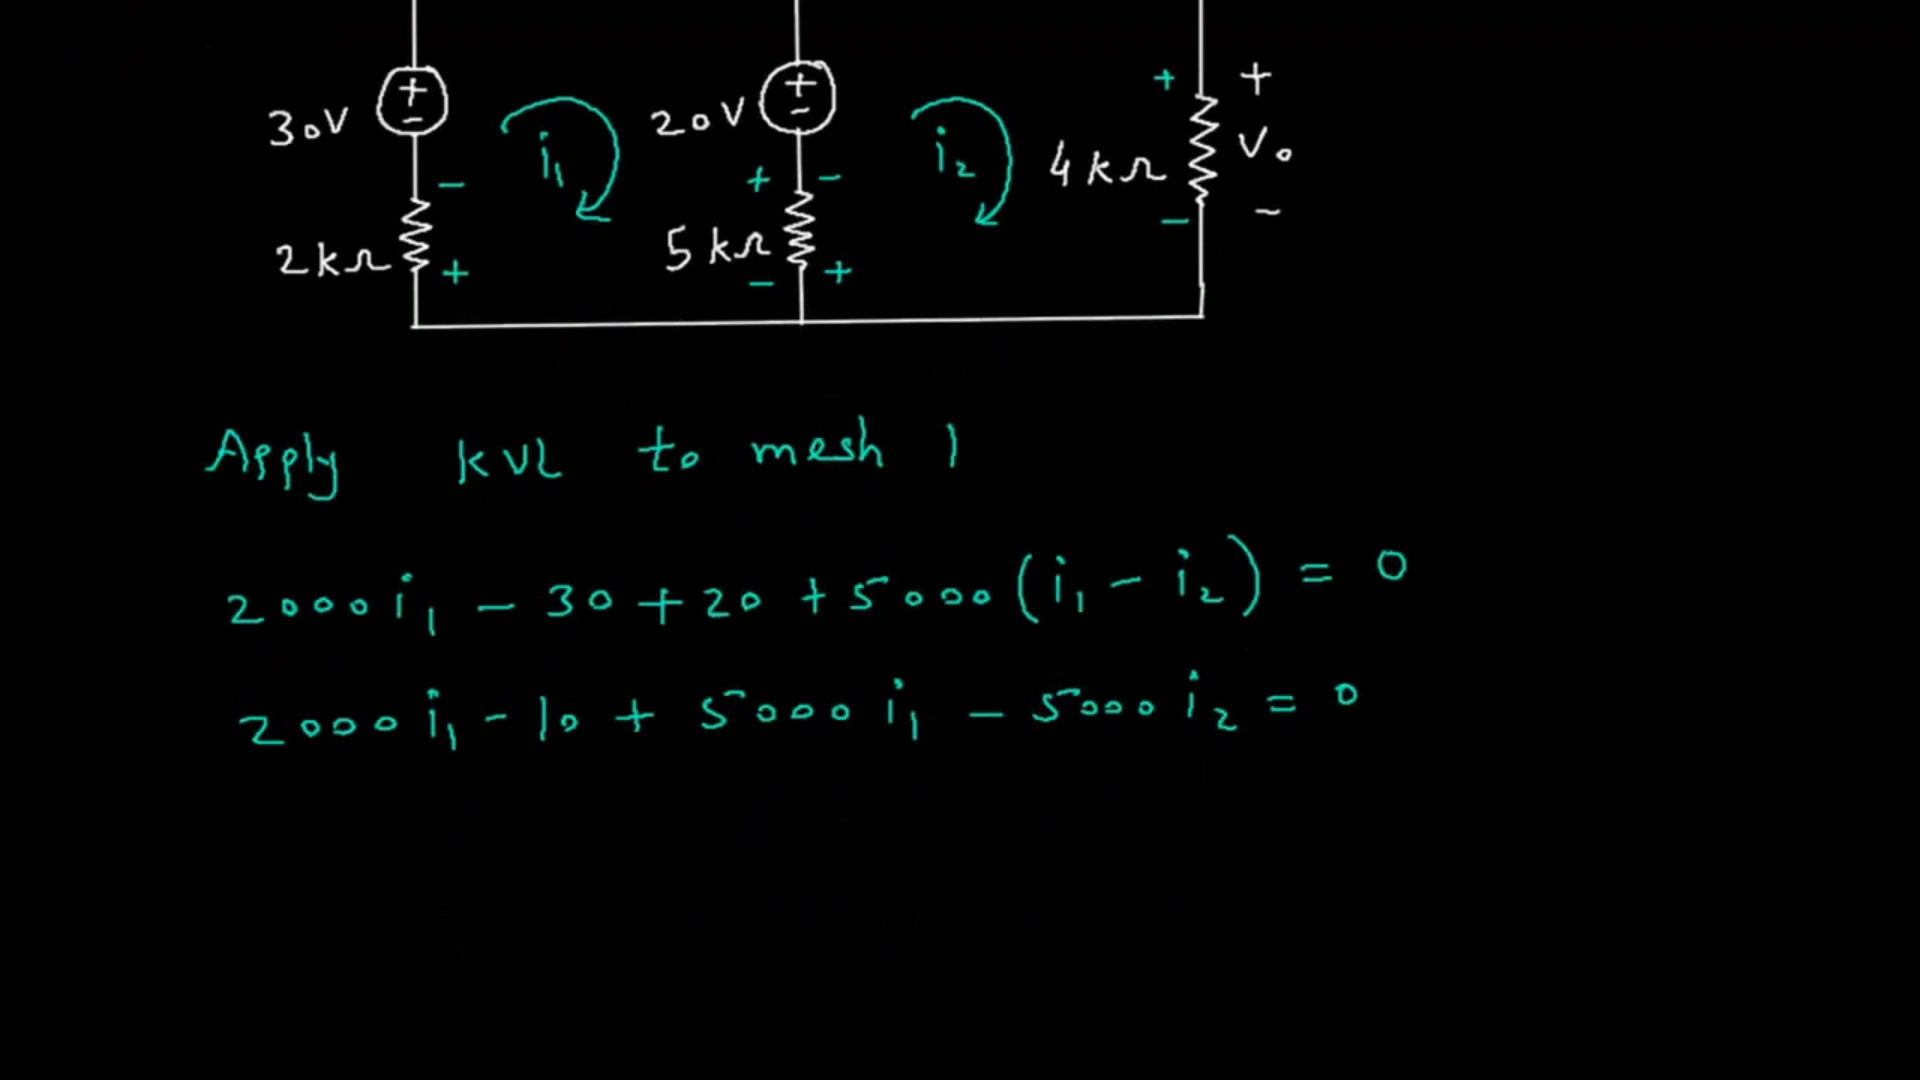 30V + - i₁ 20V + - i₂ 4kΩ + - + V₀ -
2kΩ - + 5kΩ + - - +
Apply KVL to mesh 1
2000i₁ - 30 + 20 + 5000(i₁ - i₂) = 0
2000i₁ - 10 + 5000i₁ - 5000i₂ = 0